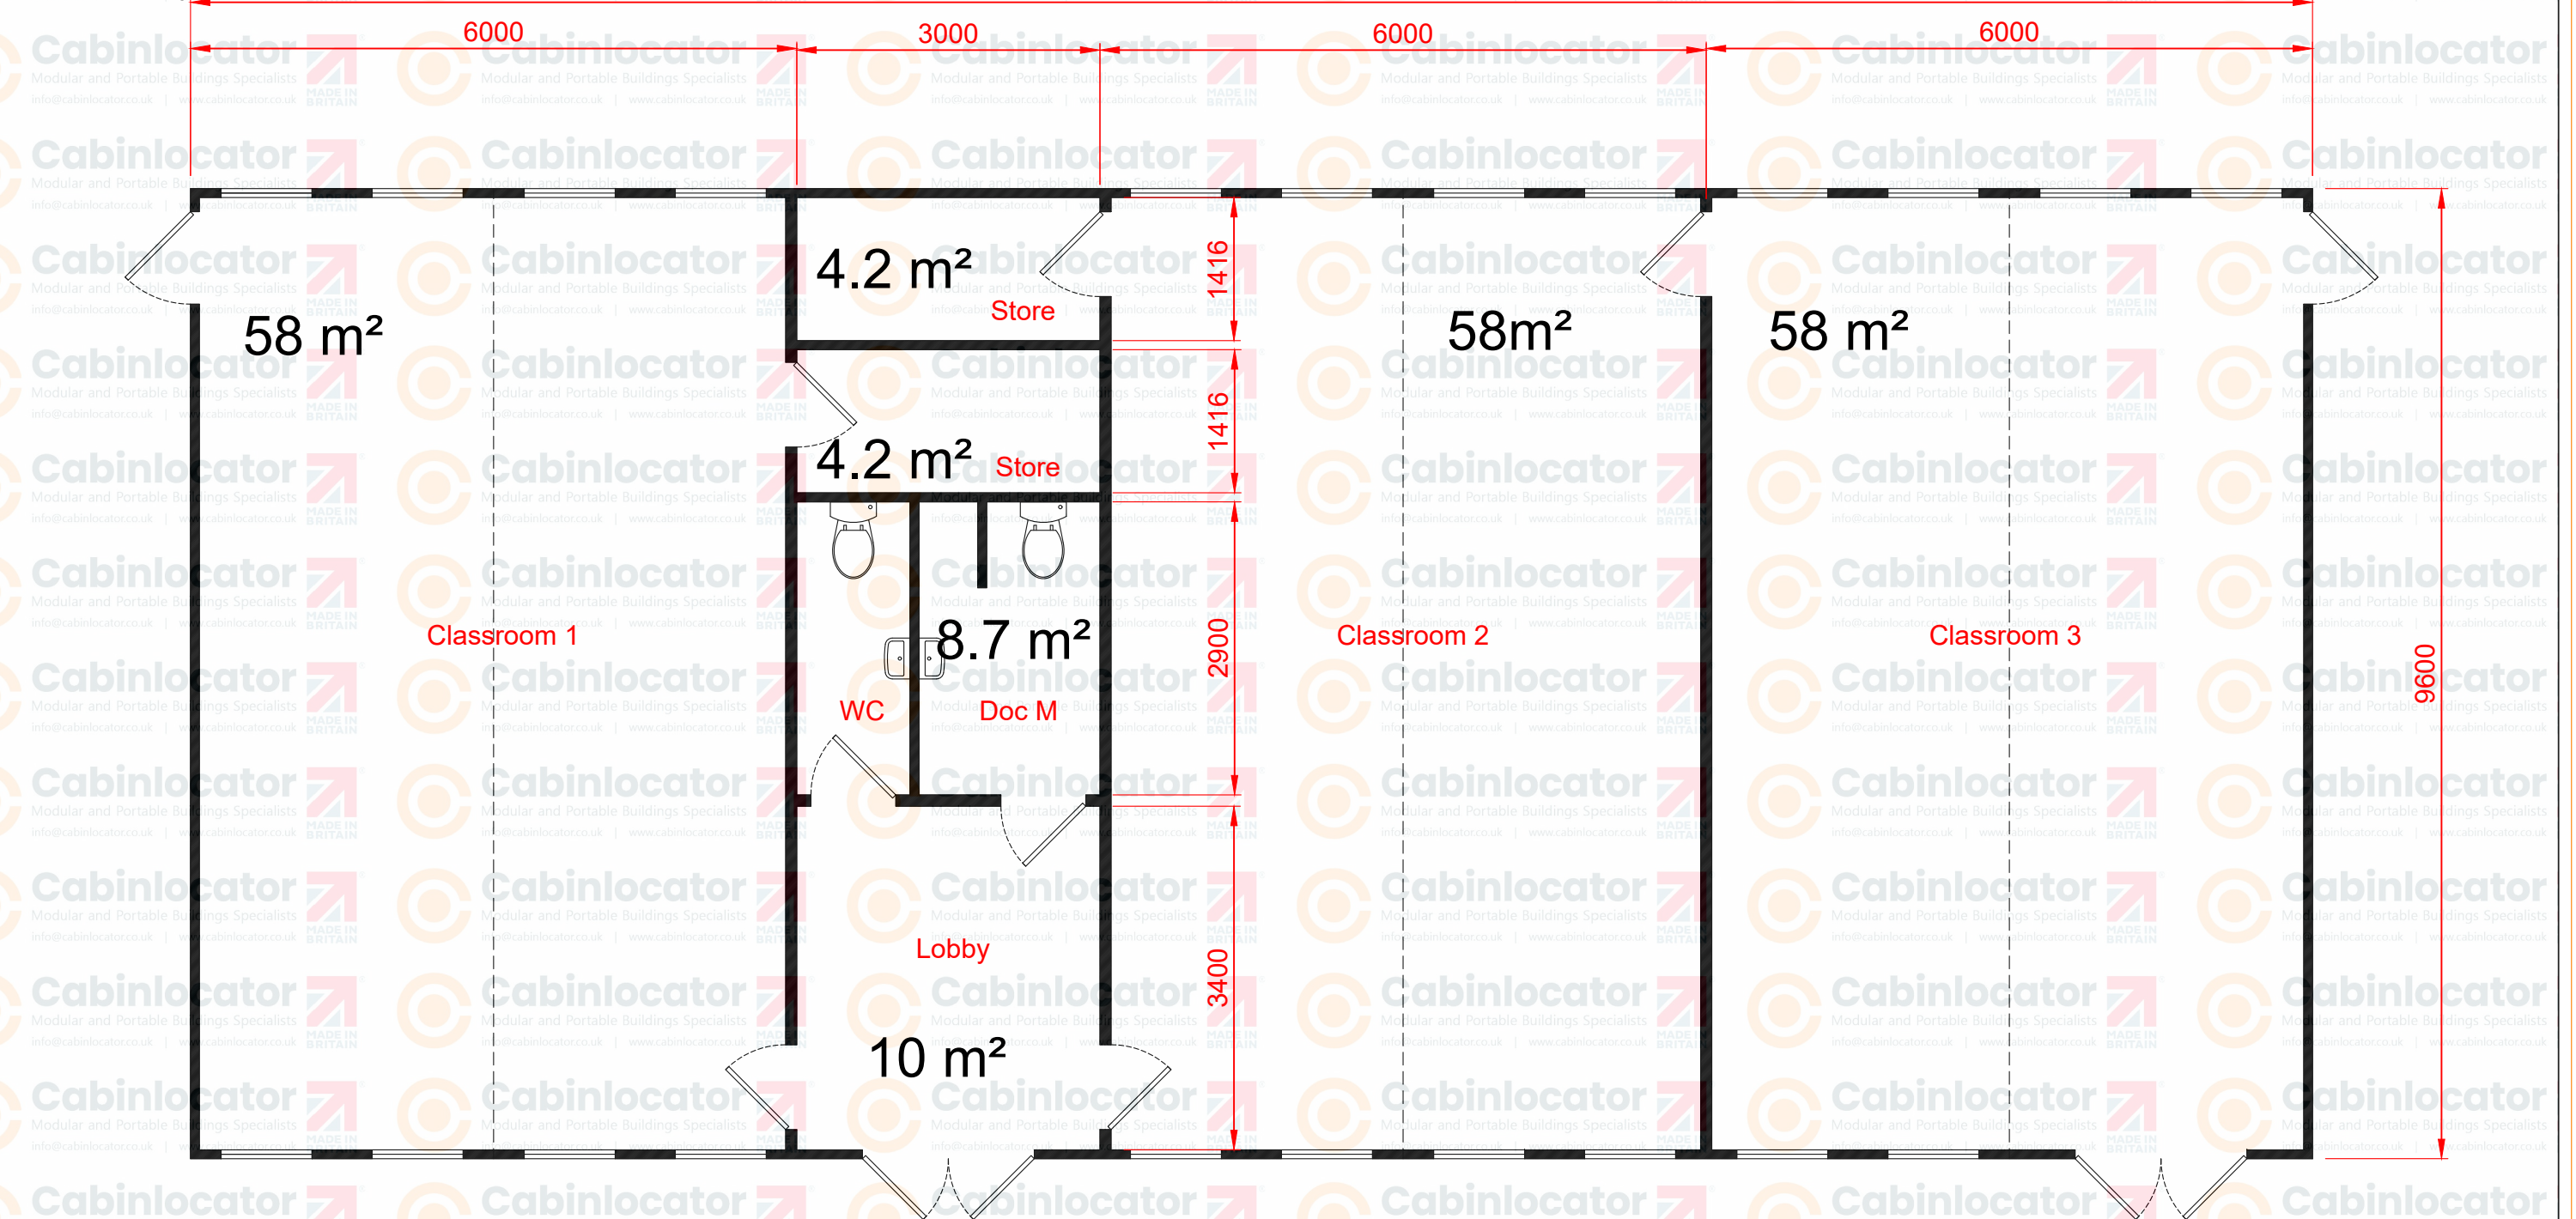 6000
3000
6000
6000
4.2 m²
Store
1416
58 m²
58m²
58 m²
1416
4.2 m²
Store
Classroom 1
8.7 m²
2900
Classroom 2
Classroom 3
9600
WC
Doc M
Lobby
3400
10 m²
Cabinlocator
Modular and Portable Buildings Specialists
info@cabinlocator.co.uk | www.cabinlocator.co.uk
MADE IN
BRITAIN